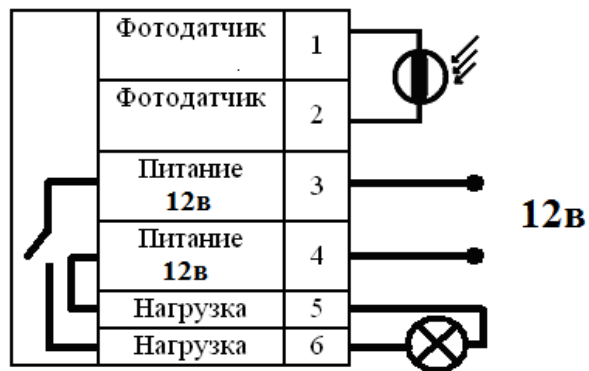 Фотодатчик 1
Фотодатчик 2
Питание
12в 3
Питание
12в 4
12в
Нагрузка 5
Нагрузка 6